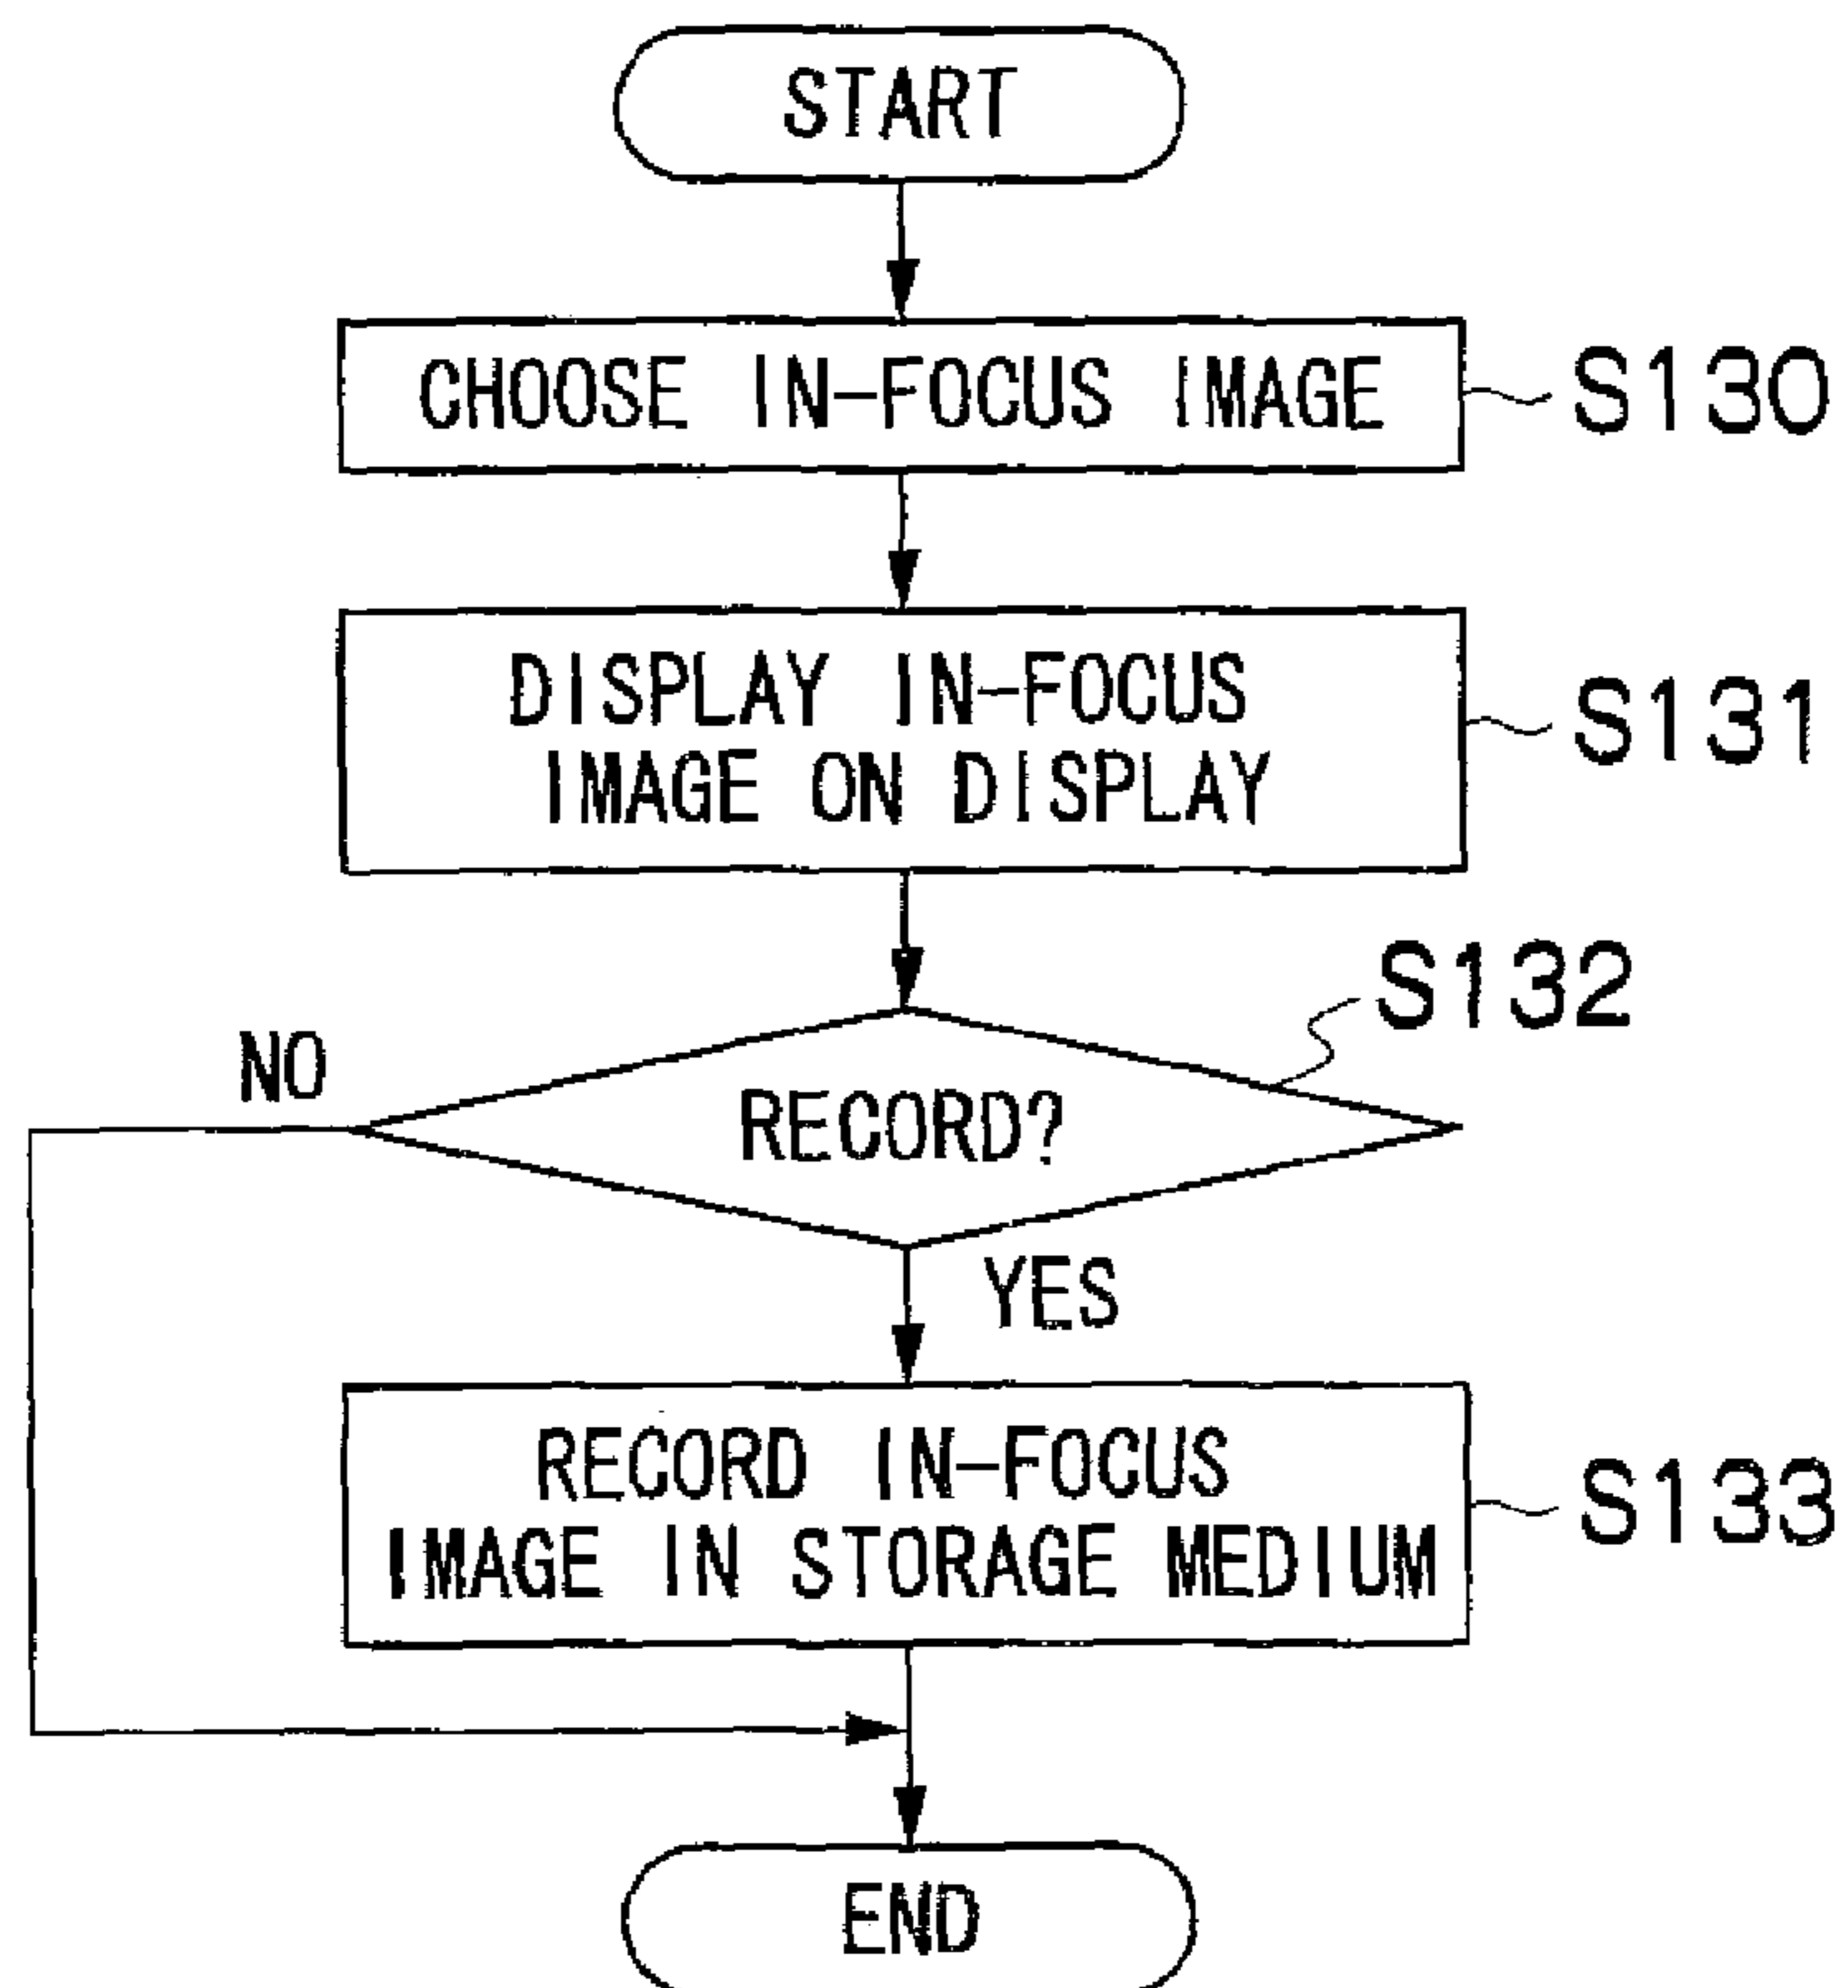 START
CHOOSE IN-FOCUS IMAGE
S130
DISPLAY IN-FOCUS
IMAGE ON DISPLAY
S131
S132
NO
RECORD?
YES
RECORD IN-FOCUS
IMAGE IN STORAGE MEDIUM
S133
END